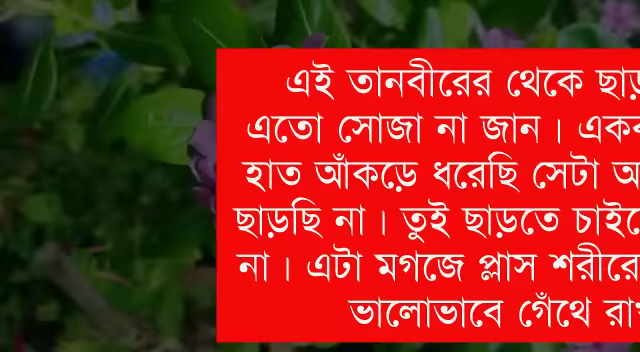 এই তানবীরের থেকে
এতো সোজা না জান।
হাত আঁকড়ে ধরেছি সেটা
ছাড়ছি না। তুই ছাড়তে
না। এটা মগজে প্লাস
ভালোভাবে গেঁথে